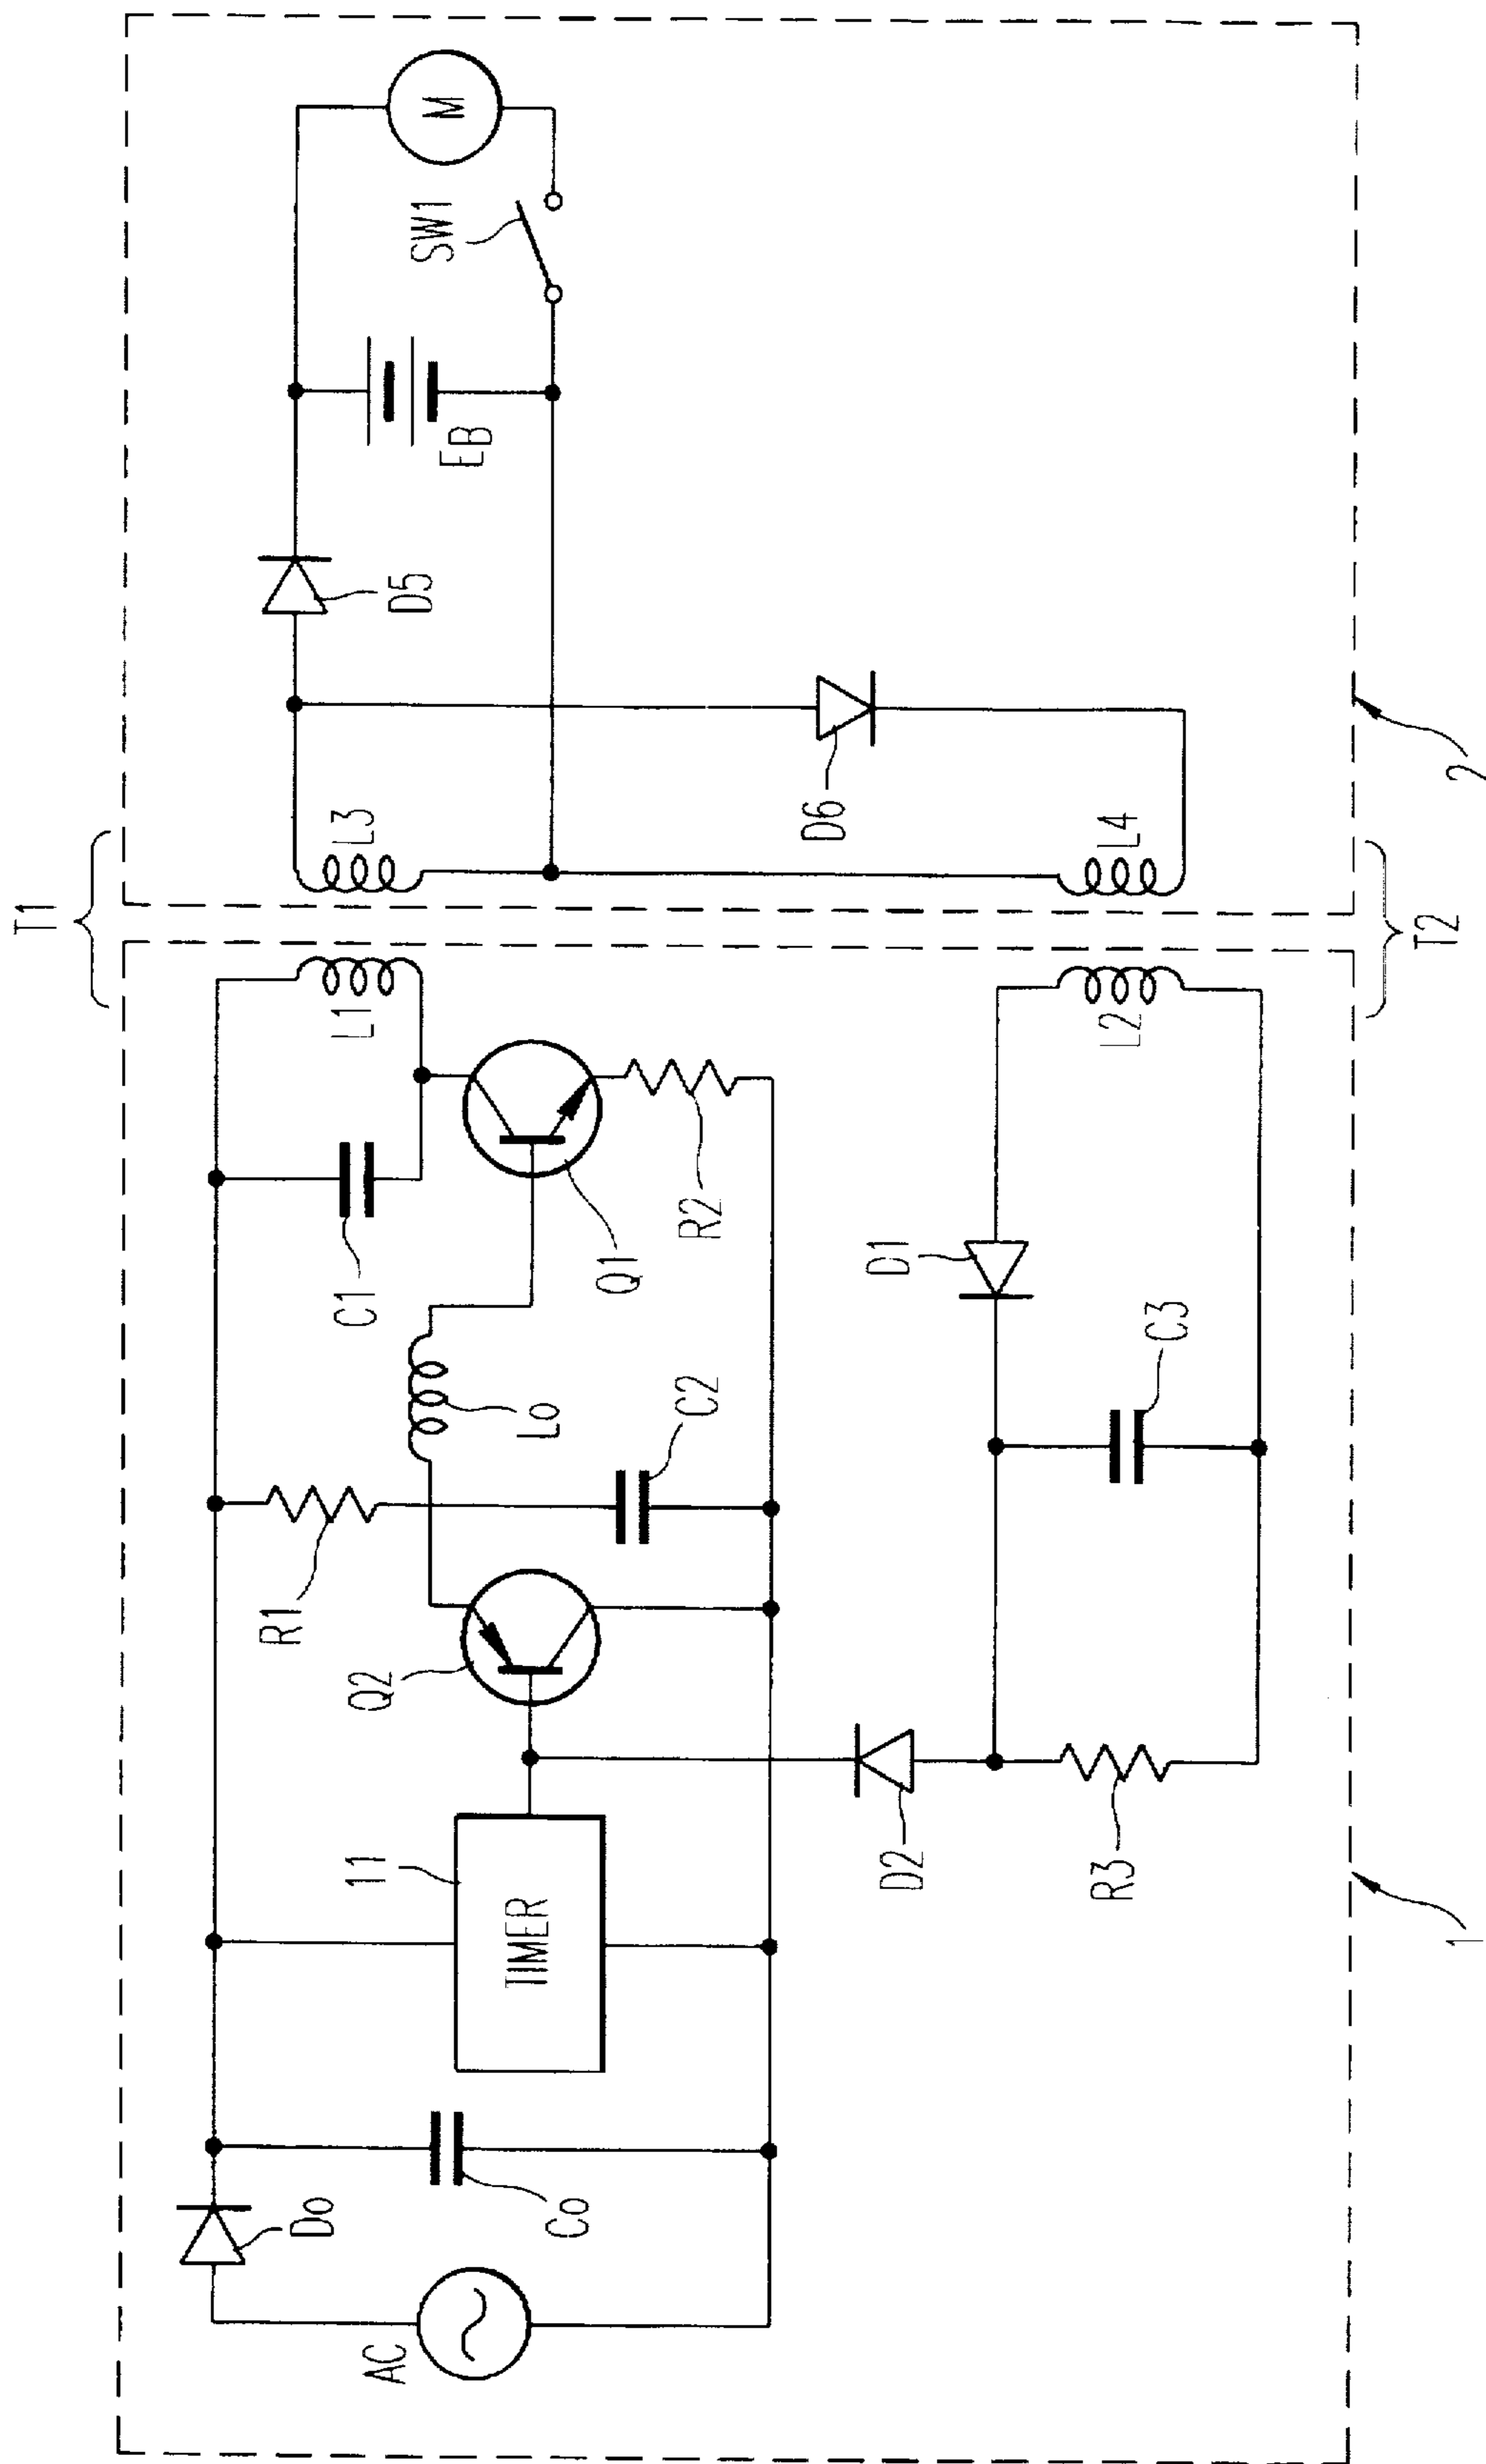 T1
AC
Do
Co
11
TIMER
Q2
R1
Lo
C2
C1
Q1
R2
L1
D2
R3
D1
C3
L2
L3
D6
L4
D5
EB
SW1
M
T2
1
2